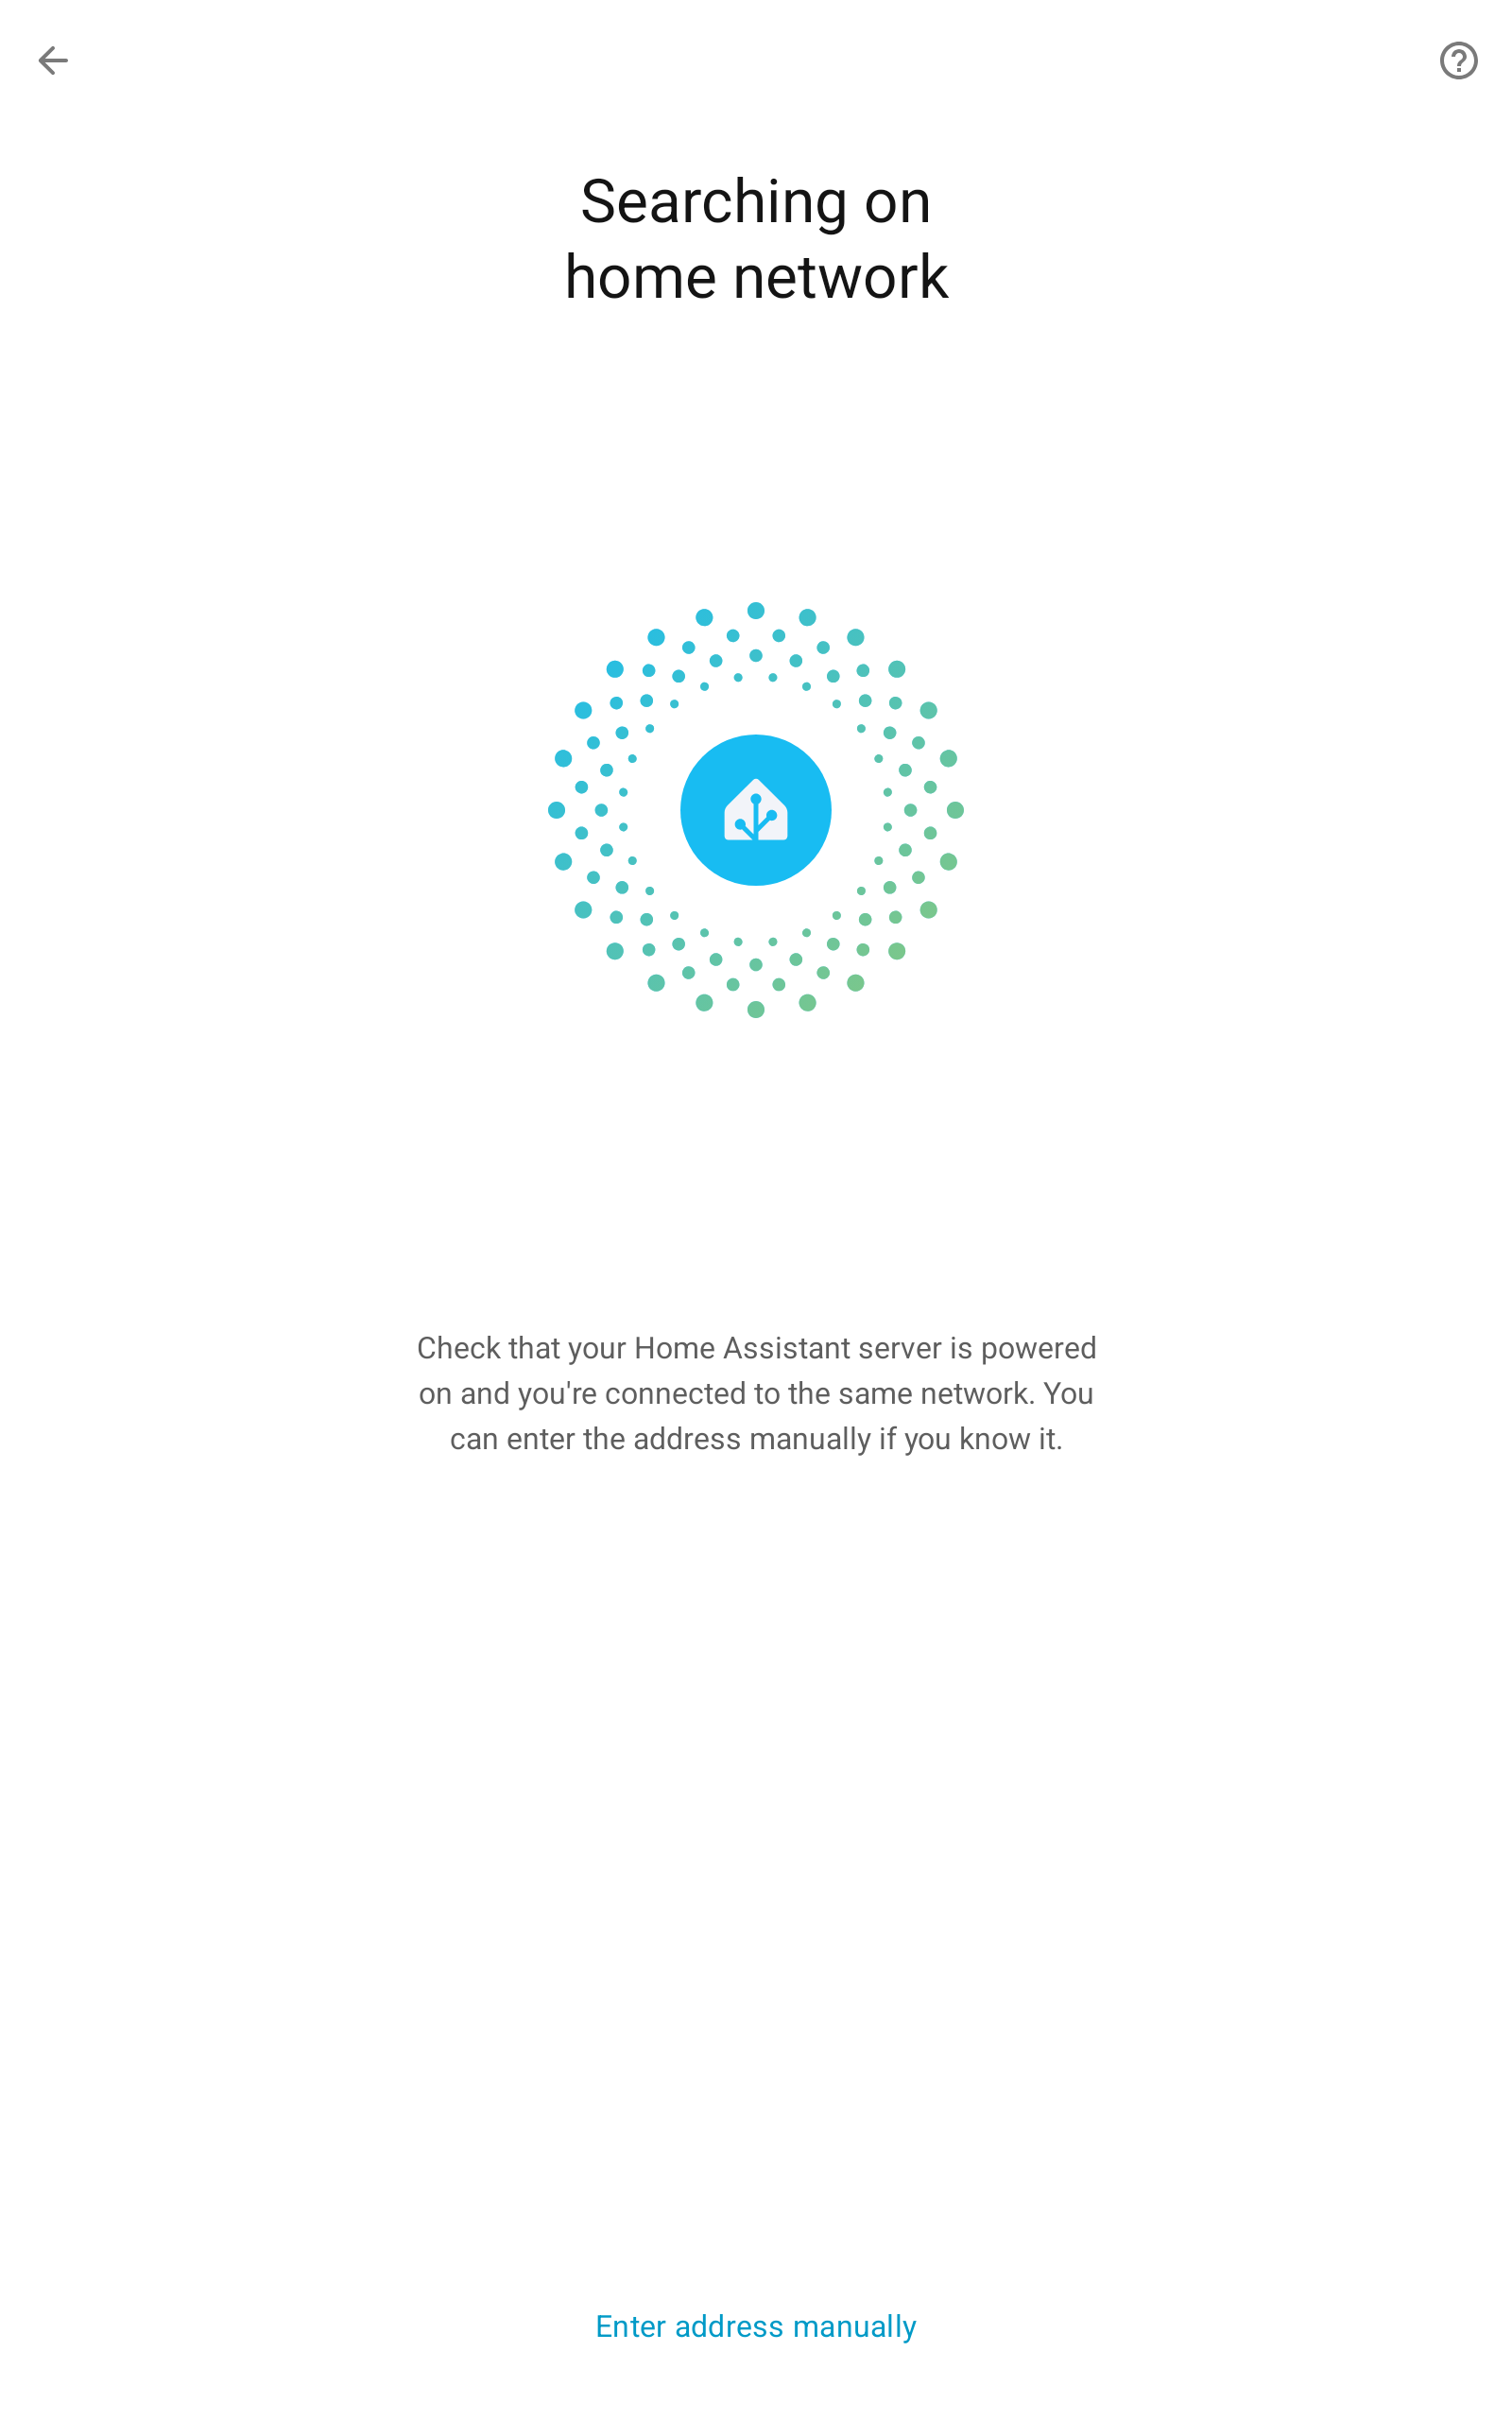 Searching on
home network
Check that your Home Assistant server is powered
on and you're connected to the same network. You
can enter the address manually if you know it.
Enter address manually